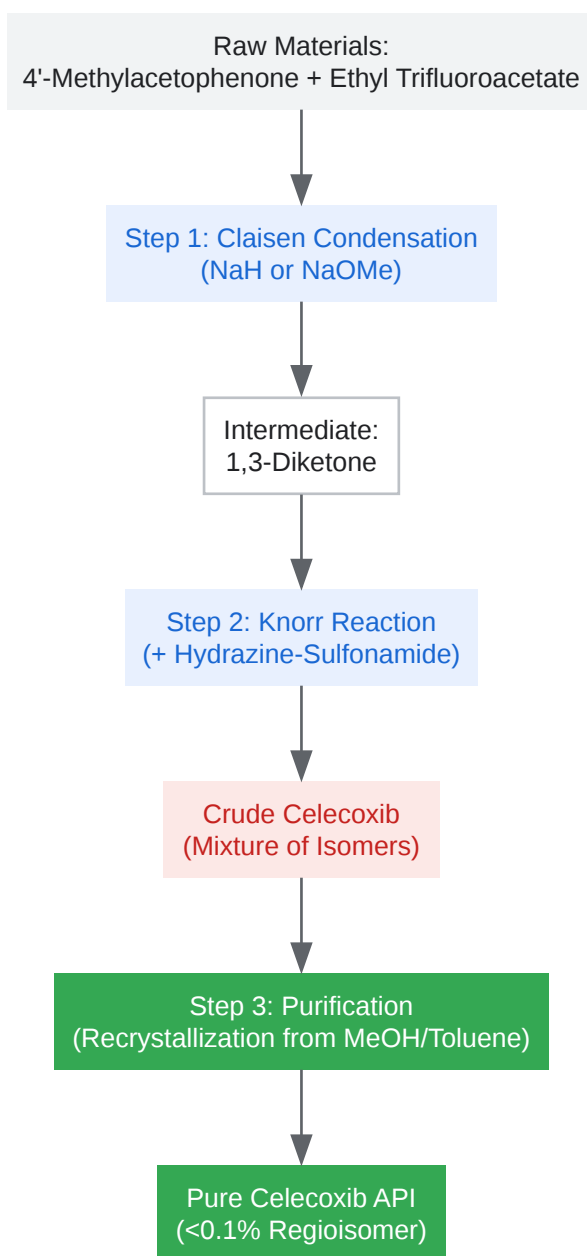 Raw Materials:
4'-Methylacetophenone + Ethyl Trifluoroacetate
Step 1: Claisen Condensation
(NaH or NaOMe)
Intermediate:
1,3-Diketone
Step 2: Knorr Reaction
(+ Hydrazine-Sulfonamide)
Crude Celecoxib
(Mixture of Isomers)
Step 3: Purification
(Recrystallization from MeOH/Toluene)
Pure Celecoxib API
(<0.1% Regioisomer)